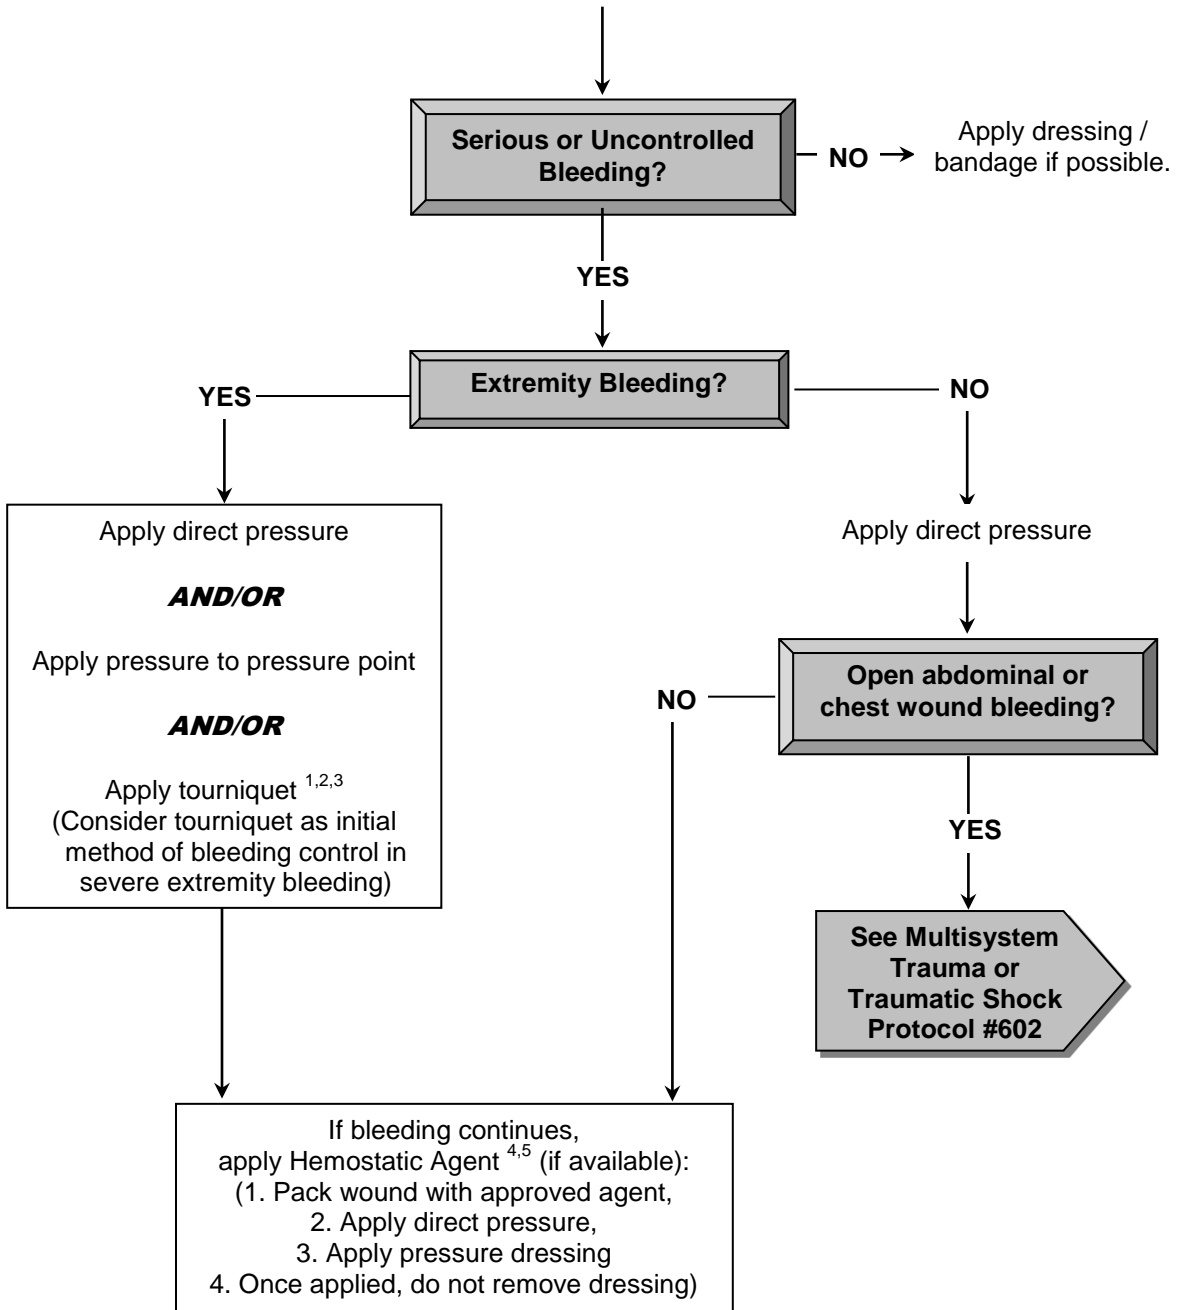 Serious or Uncontrolled
Bleeding?
NO
Apply dressing /
bandage if possible.
YES
Extremity Bleeding?
YES
NO
Apply direct pressure
AND/OR
Apply pressure to pressure point
AND/OR
Apply tourniquet 1,2,3
(Consider tourniquet as initial
method of bleeding control in
severe extremity bleeding)
Apply direct pressure
Open abdominal or
chest wound bleeding?
NO
YES
See Multisystem
Trauma or
Traumatic Shock
Protocol #602
If bleeding continues,
apply Hemostatic Agent 4,5 (if available):
(1. Pack wound with approved agent,
2. Apply direct pressure,
3. Apply pressure dressing
4. Once applied, do not remove dressing)